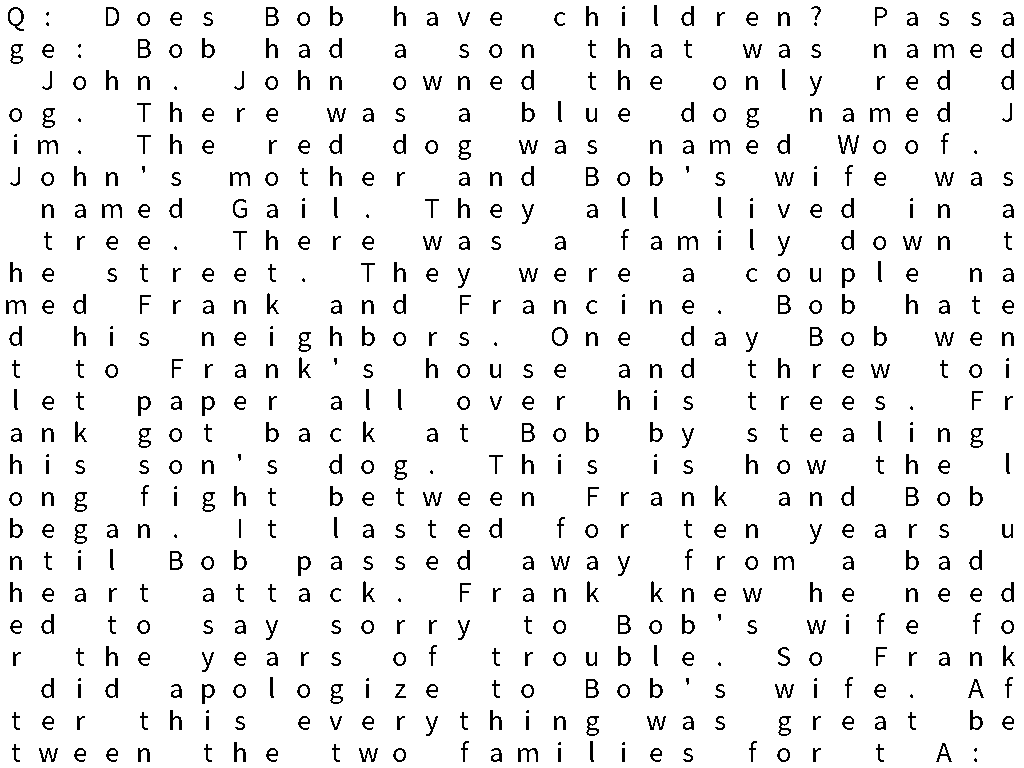 Q: Does Bob have children? Passa
ge: Bob had a son that was named
 John. John owned the only red d
og. There was a blue dog named J
im. The red dog was named Woof.
John's mother and Bob's wife was
 named Gail. They all lived in a
 tree. There was a family down t
he street. They were a couple na
med Frank and Francine. Bob hate
d his neighbors. One day Bob wen
t to Frank's house and threw toi
let paper all over his trees. Fr
ank got back at Bob by stealing
his son's dog. This is how the l
ong fight between Frank and Bob
began. It lasted for ten years u
ntil Bob passed away from a bad
heart attack. Frank knew he need
ed to say sorry to Bob's wife fo
r the years of trouble. So Frank
 did apologize to Bob's wife. Af
ter this everything was great be
tween the two families for t A: